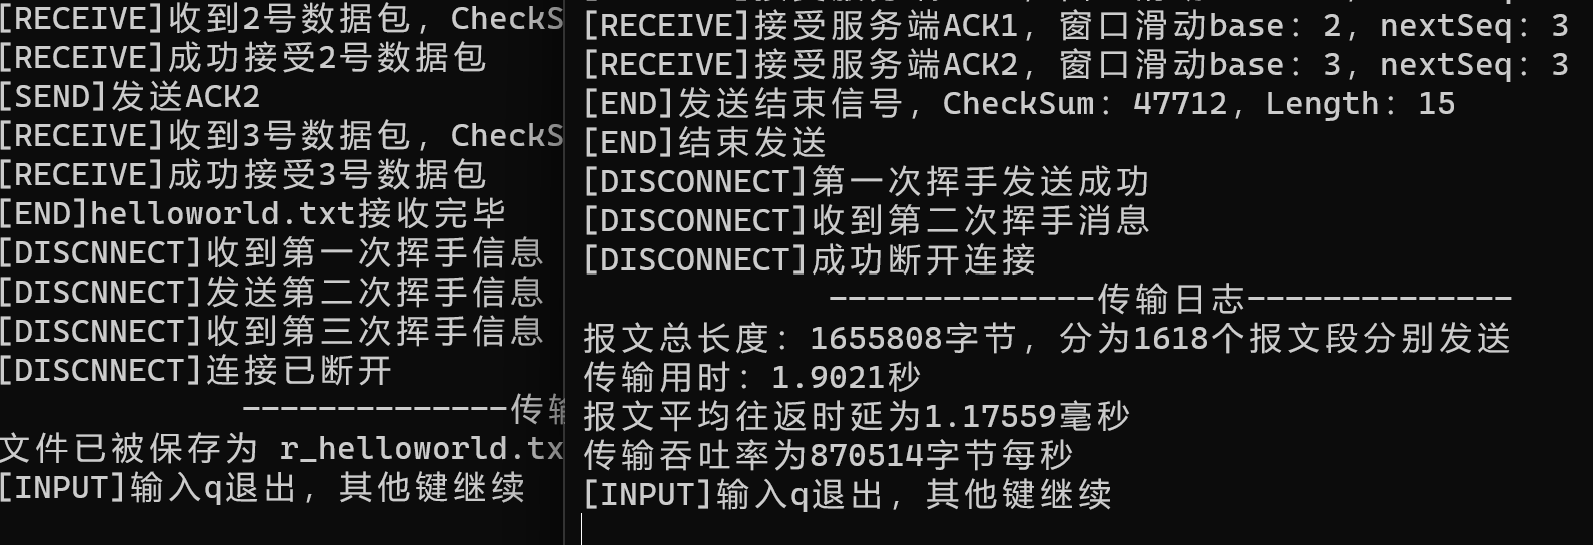 [RECEIVE]收到2号数据包，CheckS
[RECEIVE]成功接受2号数据包
[SEND]发送ACK2
[RECEIVE]收到3号数据包，CheckS
[RECEIVE]成功接受3号数据包
[END]helloworld.txt接收完毕
[DISCNNECT]收到第一次挥手信息
[DISCNNECT]发送第二次挥手信息
[DISCNNECT]收到第三次挥手信息
[DISCNNECT]连接已断开
--------------传输
文件已被保存为 r_helloworld.tx
[INPUT]输入q退出，其他键继续
[RECEIVE]接受服务端ACK1，窗口滑动base：2，nextSeq：3
[RECEIVE]接受服务端ACK2，窗口滑动base：3，nextSeq：3
[END]发送结束信号，CheckSum：47712，Length：15
[END]结束发送
[DISCONNECT]第一次挥手发送成功
[DISCONNECT]收到第二次挥手消息
[DISCONNECT]成功断开连接
--------------传输日志--------------
报文总长度：1655808字节，分为1618个报文段分别发送
传输用时：1.9021秒
报文平均往返时延为1.17559毫秒
传输吞吐率为870514字节每秒
[INPUT]输入q退出，其他键继续